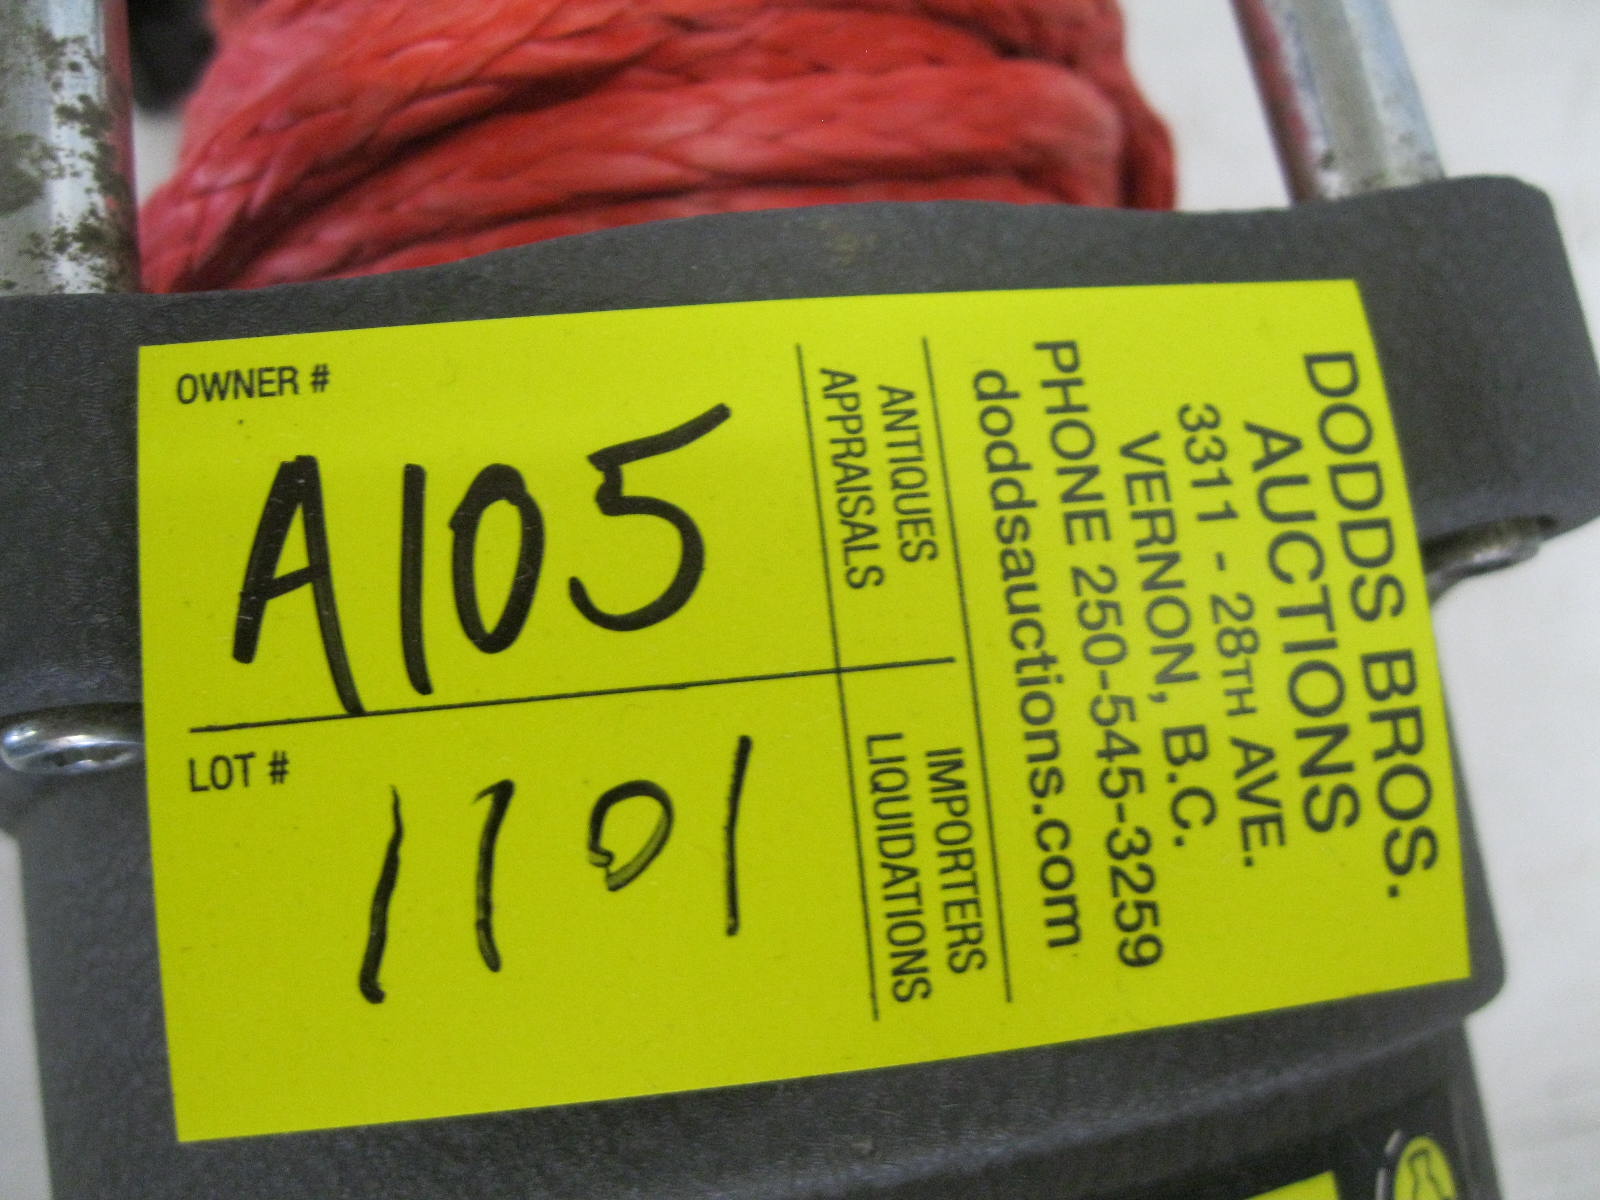 DODDS BROS.
AUCTIONS
3311 - 28TH AVE.
VERNON, B.C.
PHONE 250-545-3259
doddsauctions.com
ANTIQUES
APPRAISALS
IMPORTERS
LIQUIDATIONS
OWNER #
A105
LOT #
1101